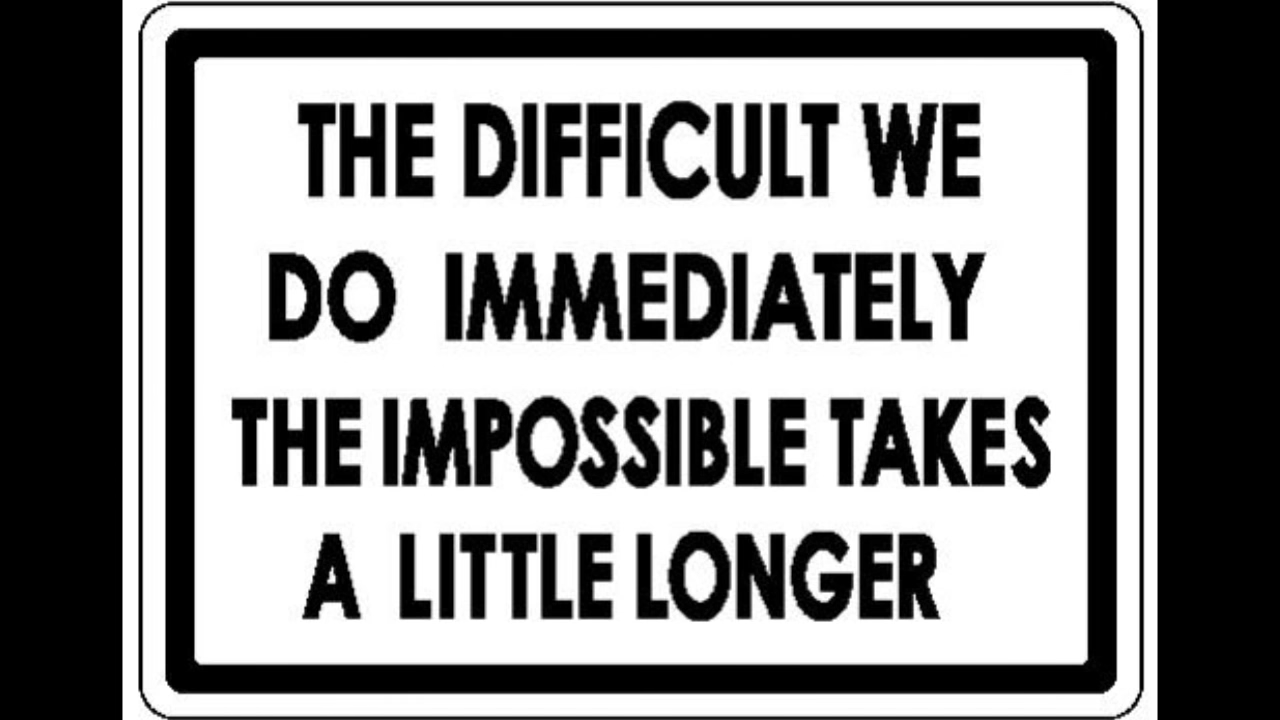 THE DIFFICULT WE
DO IMMEDIATELY
THE IMPOSSIBLE TAKES
A LITTLE LONGER